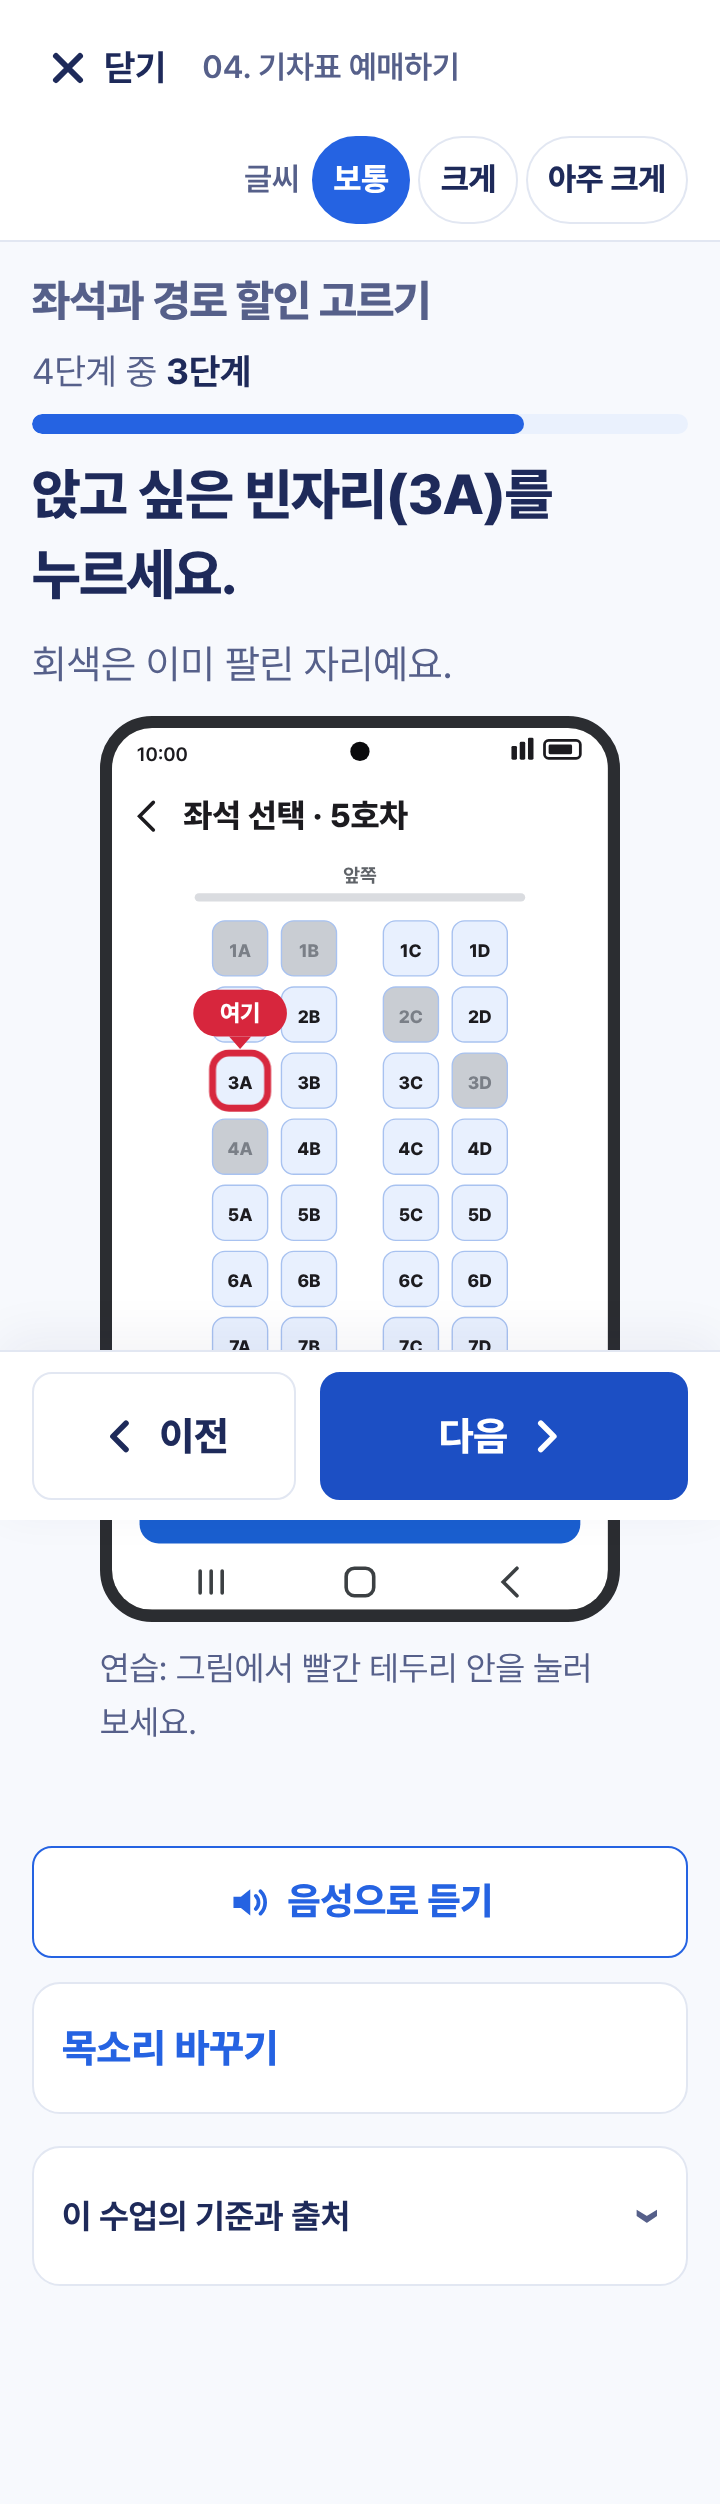 닫기 04. 기차표 예매하기
글씨 보통 크게 아주 크게
좌석과 경로 할인 고르기
4단계 중 3단계
앉고 싶은 빈자리(3A)를
누르세요.
회색은 이미 팔린 자리예요.
10:00
좌석 선택 · 5호차
앞쪽
1A 1B 1C 1D
여기 2B 2C 2D
3A 3B 3C 3D
4A 4B 4C 4D
5A 5B 5C 5D
6A 6B 6C 6D
7A 7B 7C 7D
이전 다음
연습: 그림에서 빨간 테두리 안을 눌러
보세요.
음성으로 듣기
목소리 바꾸기
이 수업의 기준과 출처